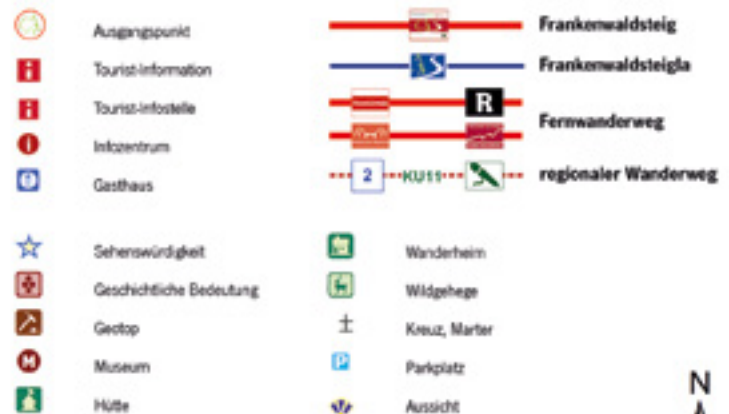 Ausgangspunkt
Tourist-Information
Tourist-Infostelle
Infozentrum
Gasthaus
Frankenwaldsteig
Frankenwaldsteigla
R
Fernwanderweg
2 KU11 regionaler Wanderweg
Sehenswürdigkeit
Geschichtliche Bedeutung
Geotop
M Museum
Hütte
Wanderheim
Wildgehege
Kreuz, Marter
P Parkplatz
Aussicht
N